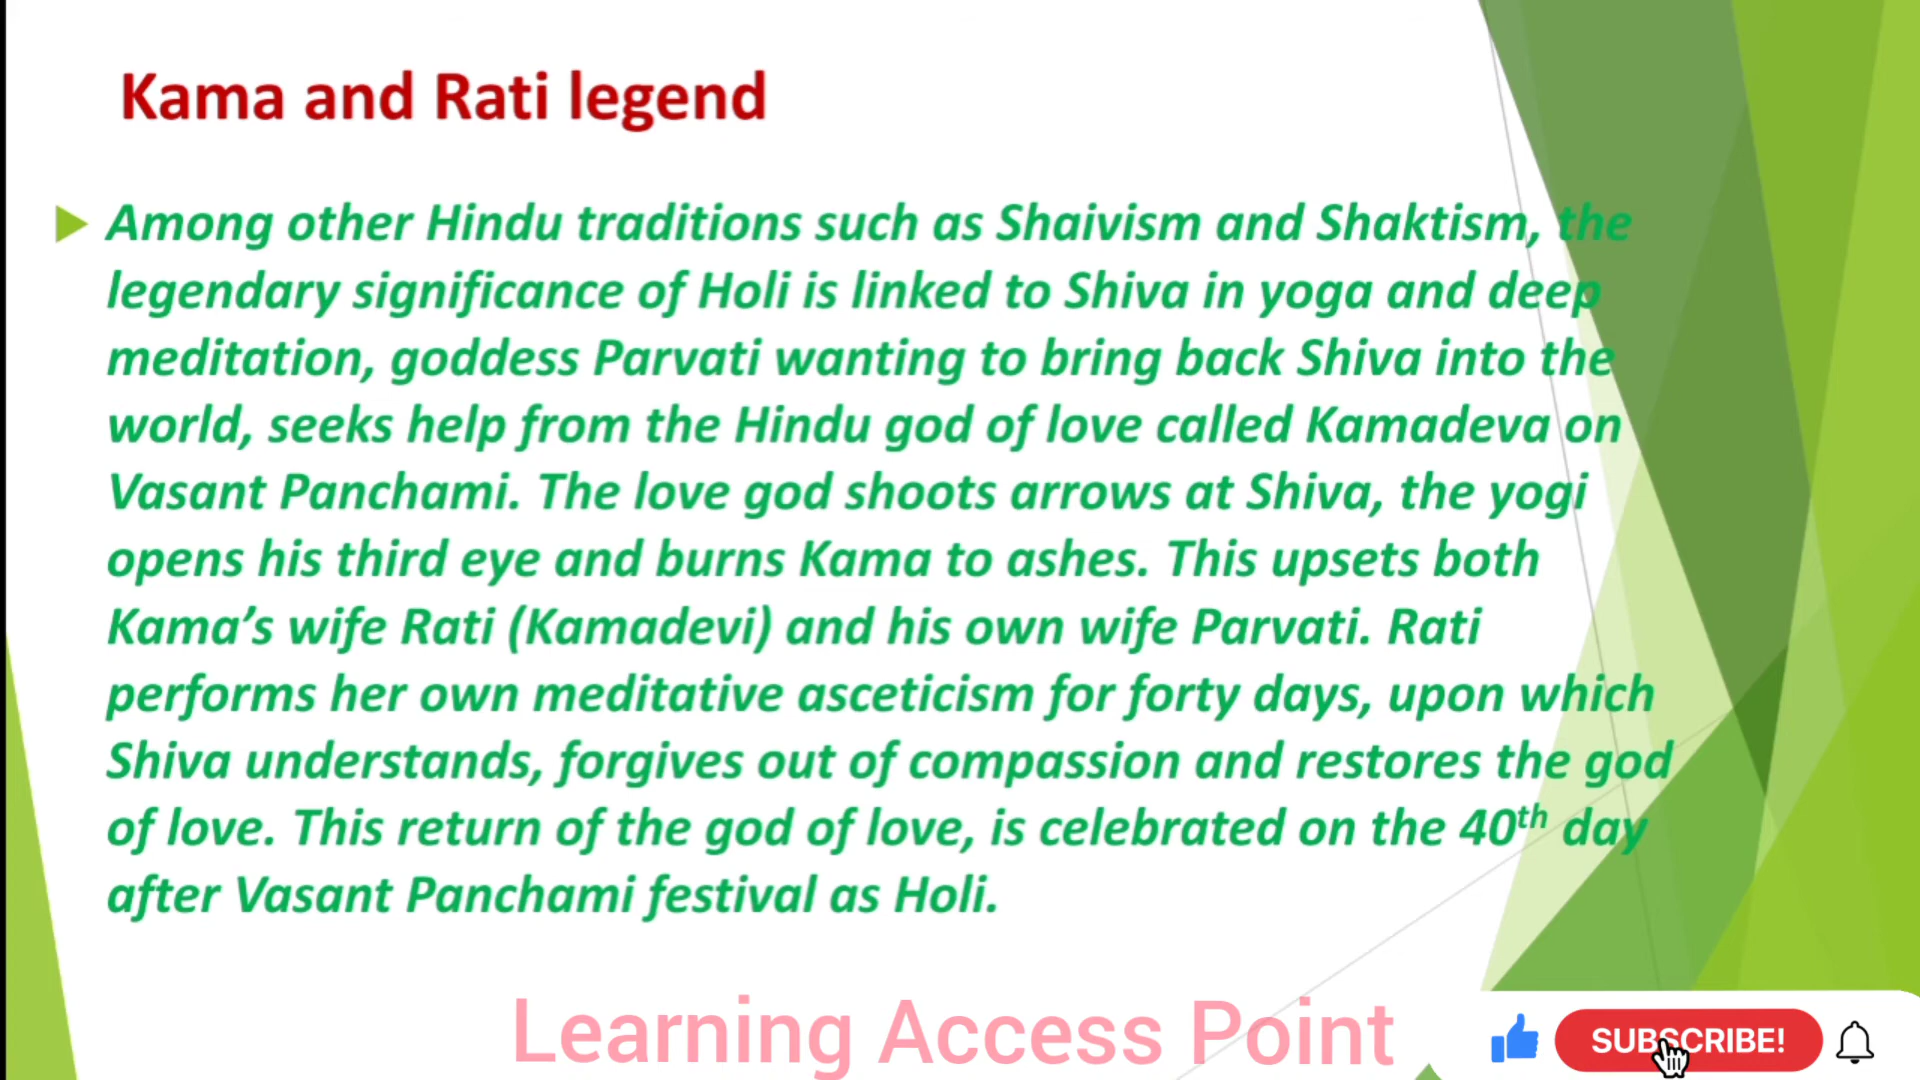 Kama and Rati legend
Among other Hindu traditions such as Shaivism and Shaktism, the
legendary significance of Holi is linked to Shiva in yoga and deep
meditation, goddess Parvati wanting to bring back Shiva into the
world, seeks help from the Hindu god of love called Kamadeva on
Vasant Panchami. The love god shoots arrows at Shiva, the yogi
opens his third eye and burns Kama to ashes. This upsets both
Kama’s wife Rati (Kamadevi) and his own wife Parvati. Rati
performs her own meditative asceticism for forty days, upon which
Shiva understands, forgives out of compassion and restores the god
of love. This return of the god of love, is celebrated on the 40th day
after Vasant Panchami festival as Holi.
Learning Access Point
SUBSCRIBE!